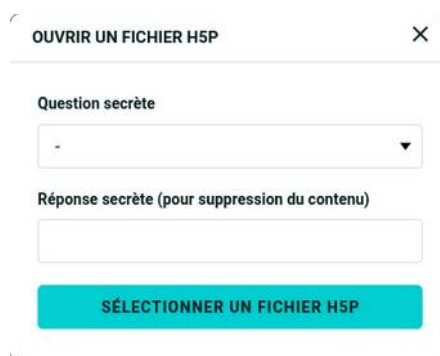 OUVRIR UN FICHIER H5P
Question secrète
-
Réponse secrète (pour suppression du contenu)
SÉLECTIONNER UN FICHIER H5P